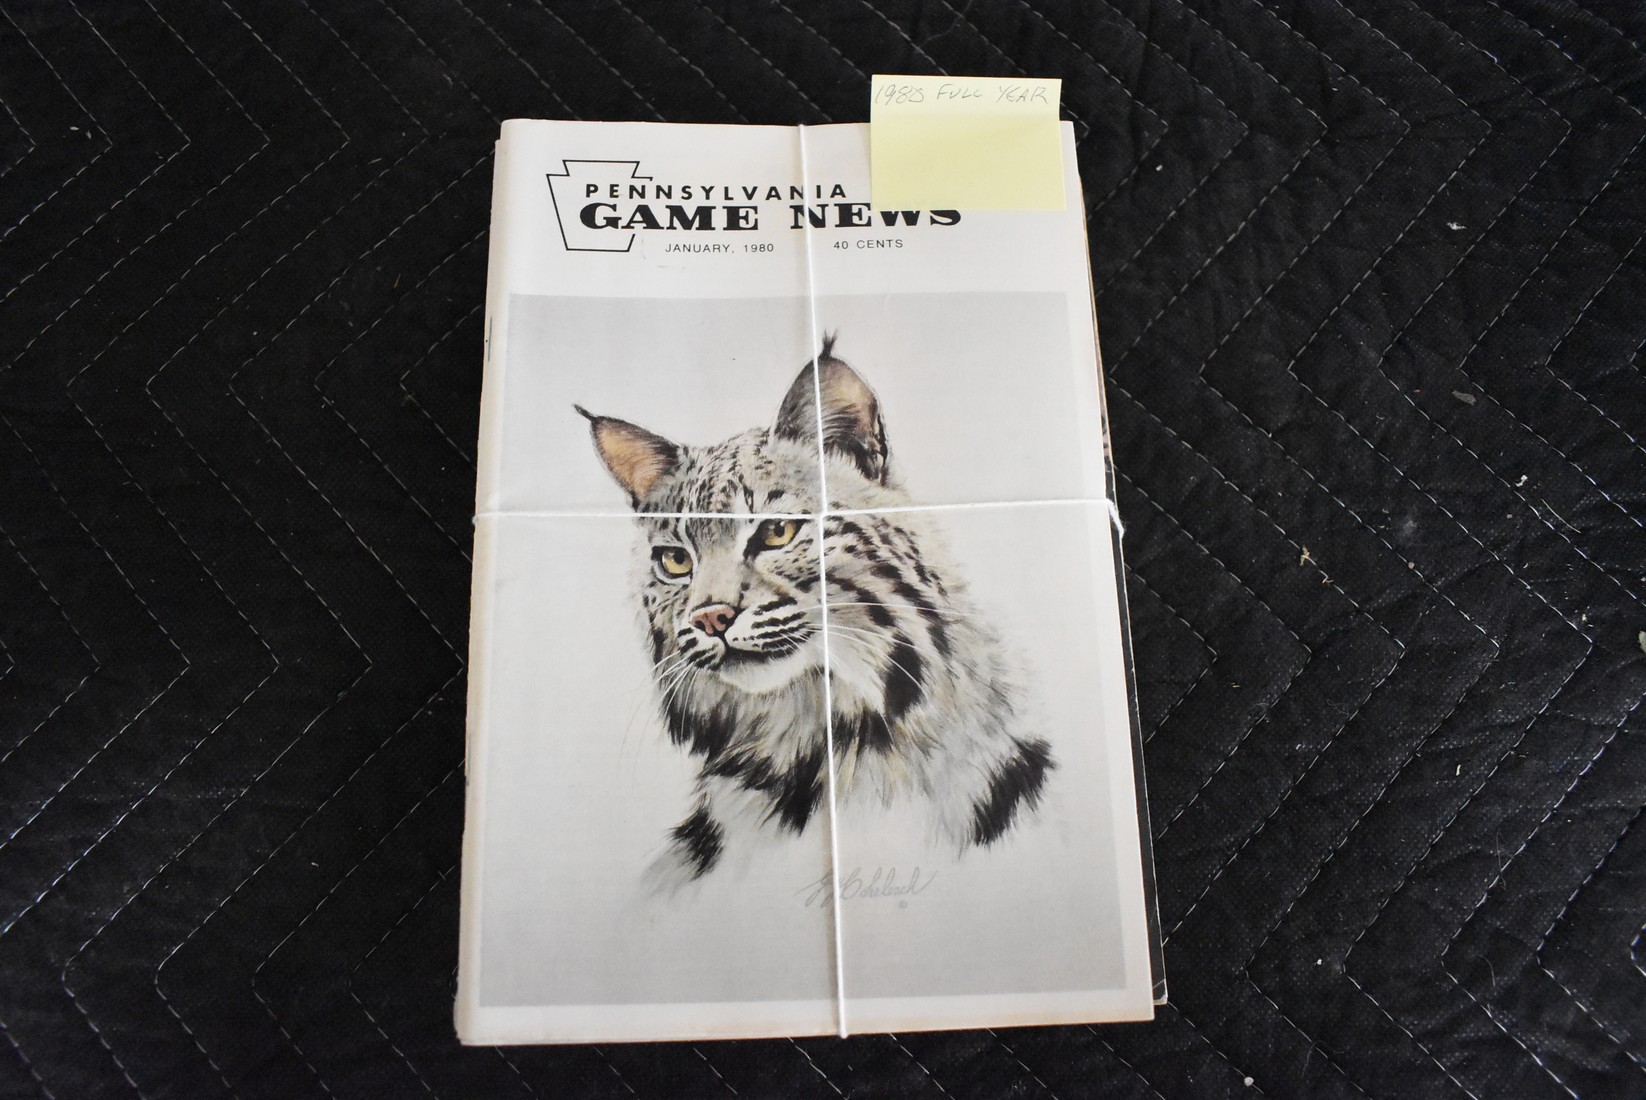 1980 FULL YEAR
PENNSYLVANIA
GAME NEWS
JANUARY, 1980 40 CENTS